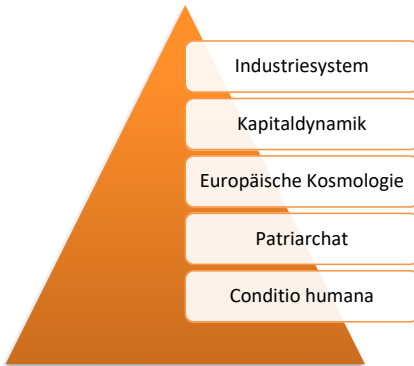 Industriesystem
Kapitaldynamik
Europäische Kosmologie
Patriarchat
Conditio humana